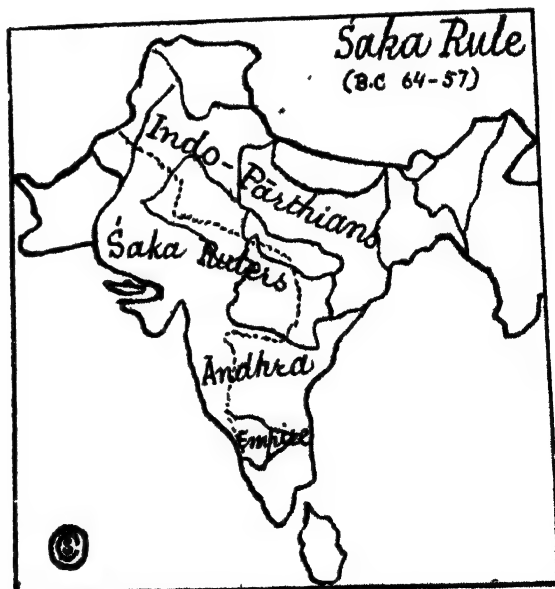 Śaka Rule
(B.C 64-57)
Indo-Pārthians
Śaka Rulers
Andhra
Empire